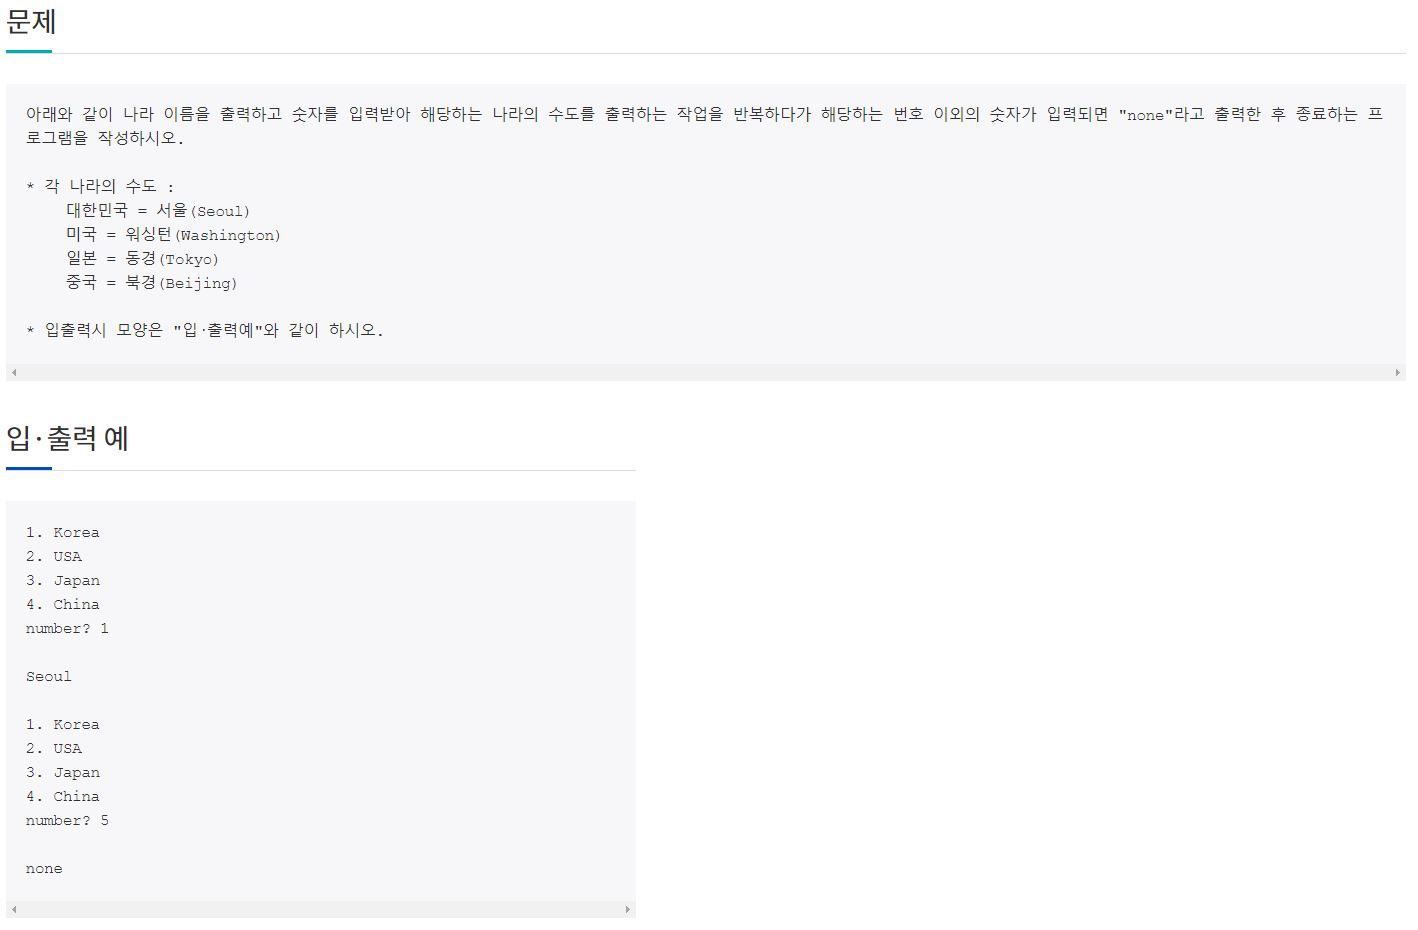 문제
아래와 같이 나라 이름을 출력하고 숫자를 입력받아 해당하는 나라의 수도를 출력하는 작업을 반복하다가 해당하는 번호 이외의 숫자가 입력되면 "none"라고 출력한 후 종료하는 프
로그램을 작성하시오.
* 각 나라의 수도 :
대한민국 = 서울(Seoul)
미국 = 워싱턴(Washington)
일본 = 동경(Tokyo)
중국 = 북경(Beijing)
* 입출력시 모양은 "입·출력예"와 같이 하시오.
입·출력 예
1. Korea
2. USA
3. Japan
4. China
number? 1
Seoul
1. Korea
2. USA
3. Japan
4. China
number? 5
none